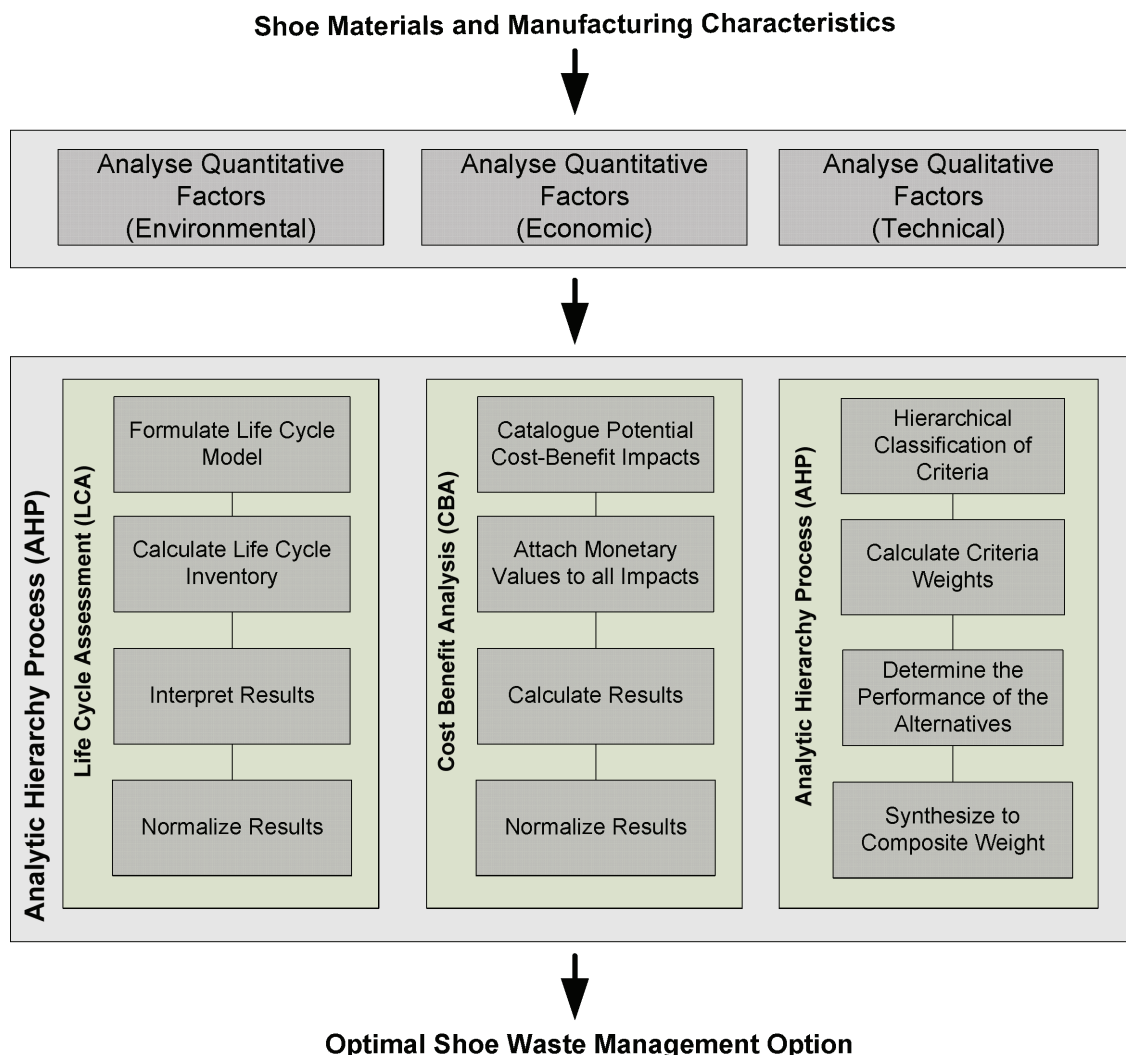 Shoe Materials and Manufacturing Characteristics
Analyse Quantitative
Factors
(Environmental)
Analyse Quantitative
Factors
(Economic)
Analyse Qualitative
Factors
(Technical)
Analytic Hierarchy Process (AHP)
Life Cycle Assessment (LCA)
Formulate Life Cycle
Model
Calculate Life Cycle
Inventory
Interpret Results
Normalize Results
Cost Benefit Analysis (CBA)
Catalogue Potential
Cost-Benefit Impacts
Attach Monetary
Values to all Impacts
Calculate Results
Normalize Results
Analytic Hierarchy Process (AHP)
Hierarchical
Classification of
Criteria
Calculate Criteria
Weights
Determine the
Performance of the
Alternatives
Synthesize to
Composite Weight
Optimal Shoe Waste Management Option